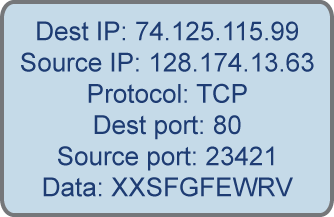 Dest IP: 74.125.115.99
Source IP: 128.174.13.63
Protocol: TCP
Dest port: 80
Source port: 23421
Data: XXSFGFEWRV